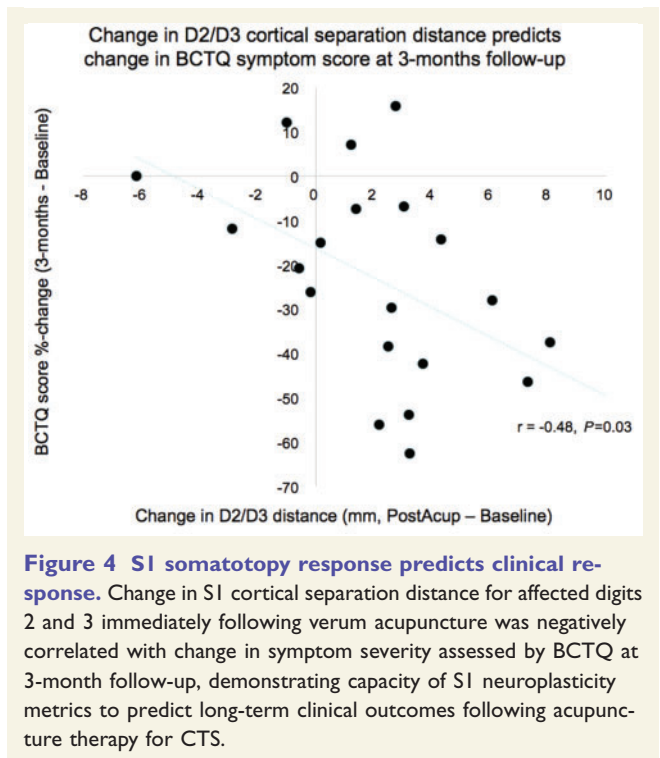 Change in D2/D3 cortical separation distance predicts
change in BCTQ symptom score at 3-months follow-up
BCTQ score %-change (3-months - Baseline)
20
10
0
-8 -6 -4 -2 0 2 4 6 8 10
-10
-20
-30
-40
-50
r = -0.48, P=0.03
-60
-70
Change in D2/D3 distance (mm, PostAcup – Baseline)
Figure 4 S1 somatotopy response predicts clinical re-
sponse. Change in S1 cortical separation distance for affected digits
2 and 3 immediately following verum acupuncture was negatively
correlated with change in symptom severity assessed by BCTQ at
3-month follow-up, demonstrating capacity of S1 neuroplasticity
metrics to predict long-term clinical outcomes following acupunc-
ture therapy for CTS.